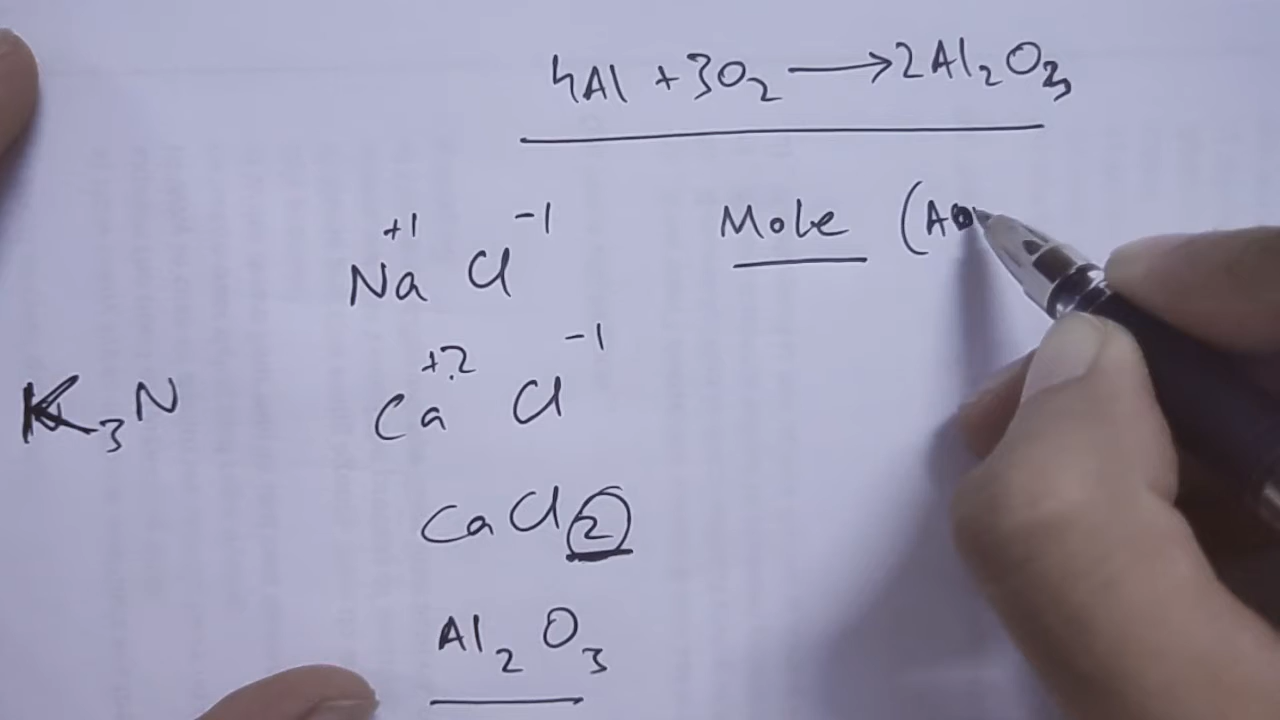 4Al + 3O₂ ⟶ 2Al₂O₃
Mole (A
+1 -1
Na Cl
+2 -1
Ca Cl
K₃N
CaCl₂
Al₂O₃